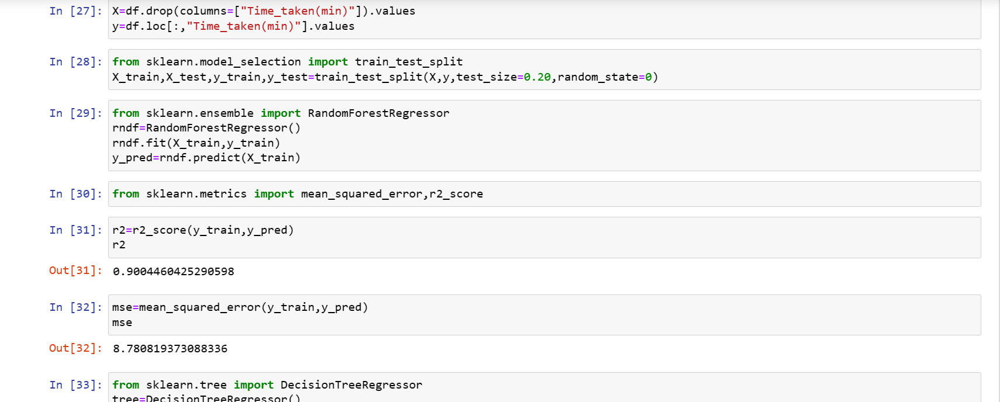 In [27]: X=df.drop(columns=["Time_taken(min)"]).values
y=df.loc[:,"Time_taken(min)"].values
In [28]: from sklearn.model_selection import train_test_split
X_train,X_test,y_train,y_test=train_test_split(X,y,test_size=0.20,random_state=0)
In [29]: from sklearn.ensemble import RandomForestRegressor
rndf=RandomForestRegressor()
rndf.fit(X_train,y_train)
y_pred=rndf.predict(X_train)
In [30]: from sklearn.metrics import mean_squared_error,r2_score
In [31]: r2=r2_score(y_train,y_pred)
r2
Out[31]: 0.9004460425290598
In [32]: mse=mean_squared_error(y_train,y_pred)
mse
Out[32]: 8.780819373088336
In [33]: from sklearn.tree import DecisionTreeRegressor
tree=DecisionTreeRegressor()